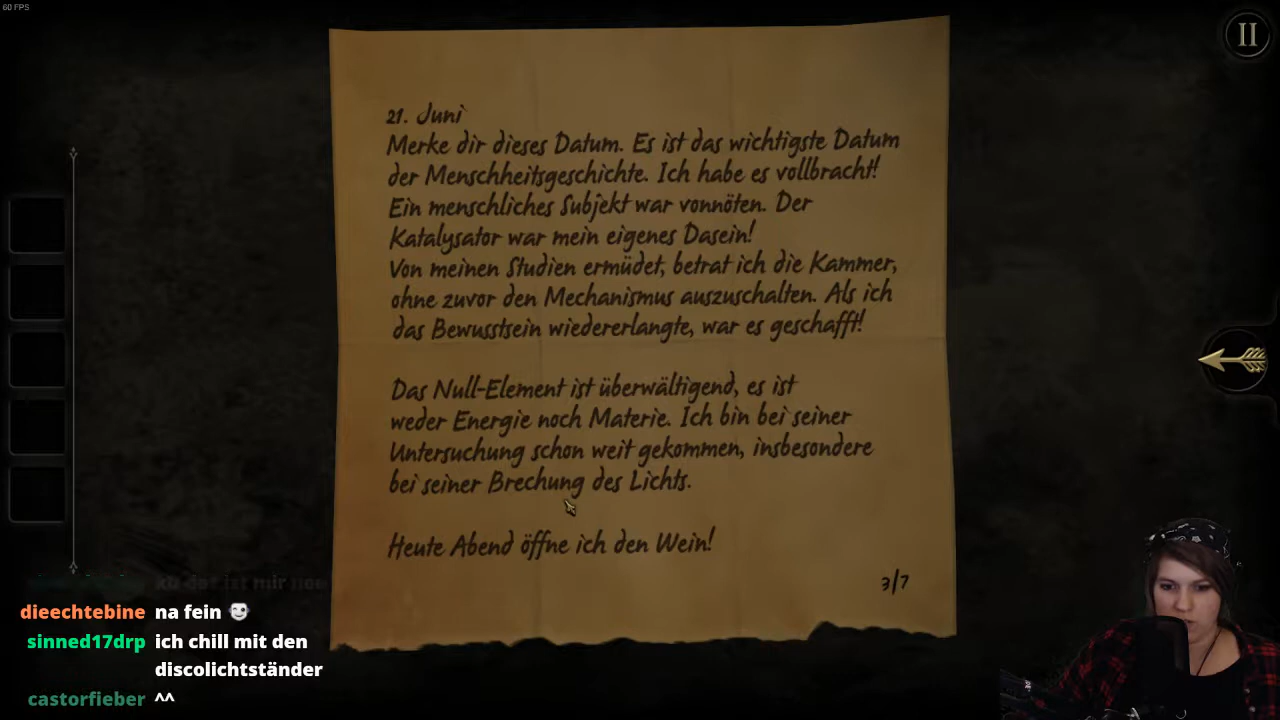 60 FPS
21. Juni
Merke dir dieses Datum. Es ist das wichtigste Datum
der Menschheitsgeschichte. Ich habe es vollbracht!
Ein menschliches Subjekt war vonnöten. Der
Katalysator war mein eigenes Dasein!
Von meinen Studien ermüdet, betrat ich die Kammer,
ohne zuvor den Mechanismus auszuschalten. Als ich
das Bewusstsein wiedererlangte, war es geschafft!
Das Null-Element ist überwältigend, es ist
weder Energie noch Materie. Ich bin bei seiner
Untersuchung schon weit gekommen, insbesondere
bei seiner Brechung des Lichts.
Heute Abend öffne ich den Wein!
3/7
dieechtebine na fein
sinned17drp ich chill mit den
discolichtständer
castorfieber ^^